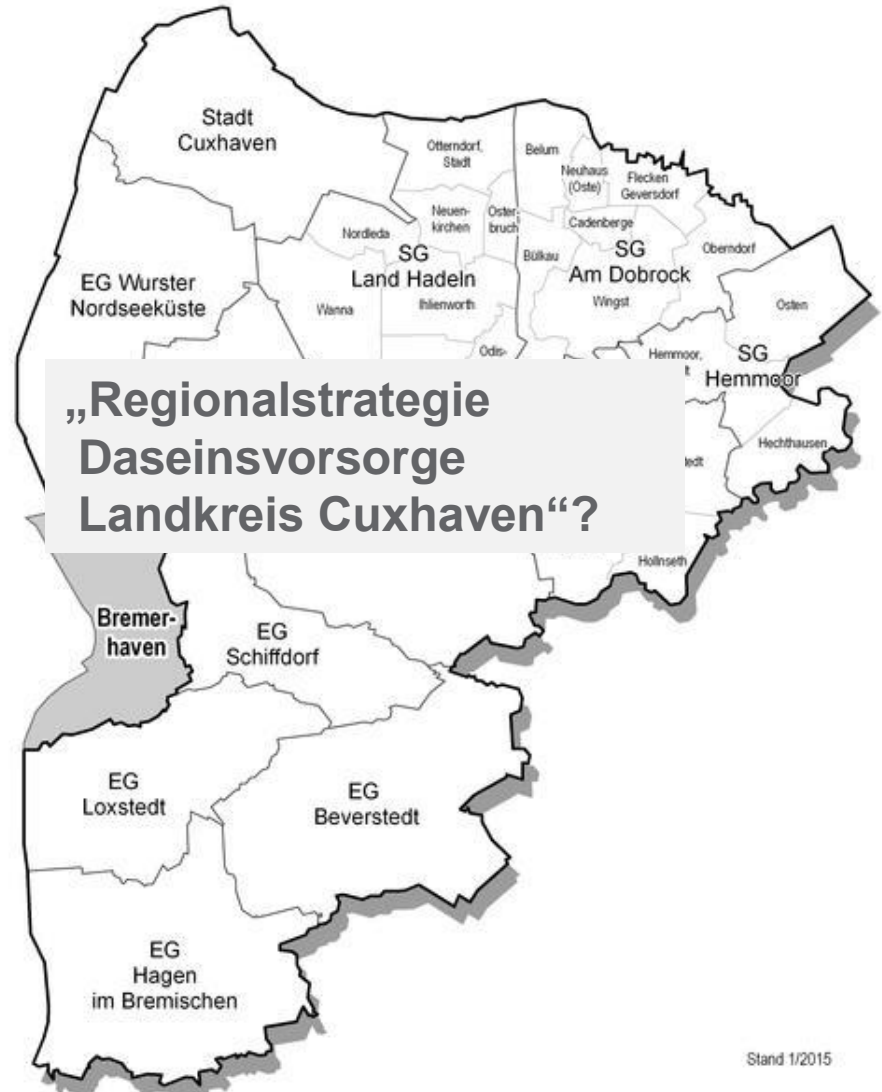 Stadt
Cuxhaven
Otterndorf,
Stadt
Belum
Neuhaus
(Oste)
Flecken
Geversdorf
Nordleda
Neuen-
kirchen
Oster-
bruch
Cadenberge
Bülkau
SG
Land Hadeln
SG
Am Dobrock
Oberndorf
EG Wurster
Nordseeküste
Wanna
Ihlienworth
Wingst
Osten
Odis-
Hemmoor,
t
SG
Hemmoor
„Regionalstrategie
Daseinsvorsorge
Landkreis Cuxhaven“?
Hechthausen
tedt
Hollnseth
Bremer-
haven
EG
Schiffdorf
EG
Loxstedt
EG
Beverstedt
EG
Hagen
im Bremischen
Stand 1/2015